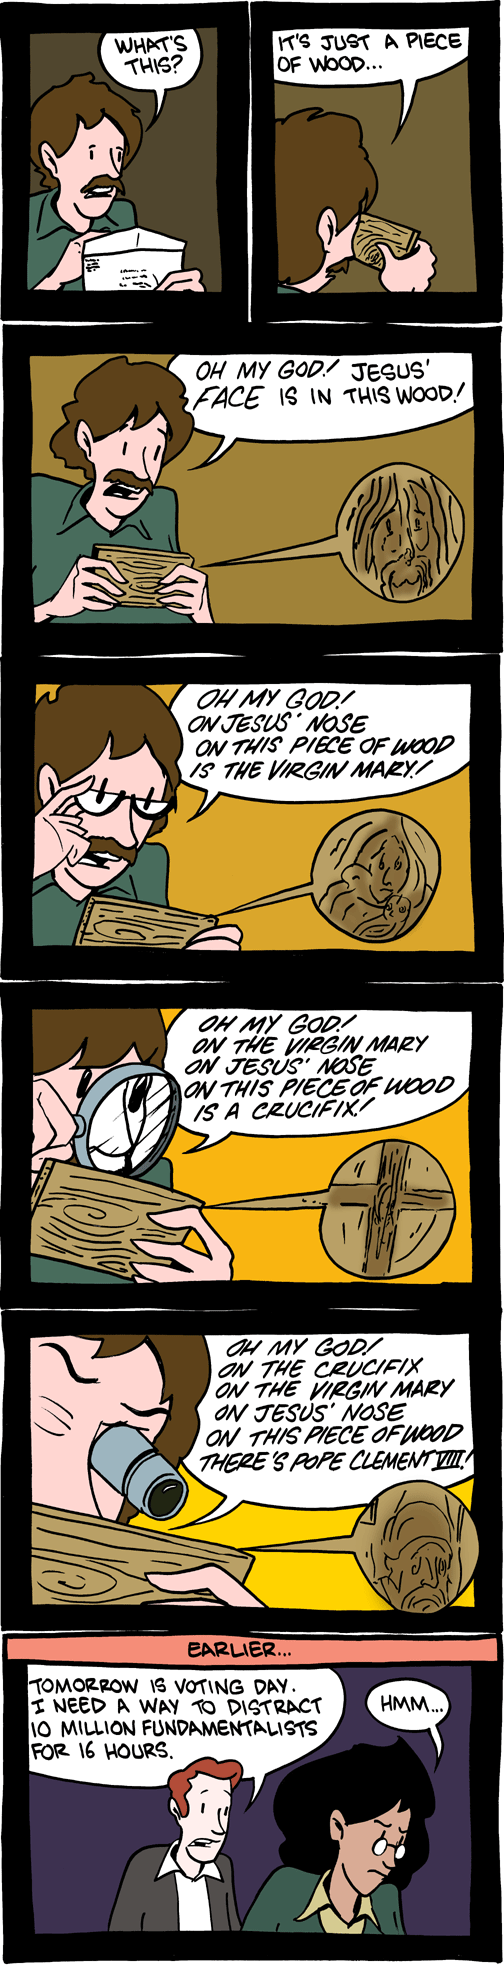 WHAT'S
THIS?
IT'S JUST A PIECE
OF WOOD...
OH MY GOD! JESUS'
FACE IS IN THIS WOOD!
OH MY GOD!
ON JESUS' NOSE
ON THIS PIECE OF WOOD
IS THE VIRGIN MARY!
OH MY GOD!
ON THE VIRGIN MARY
ON JESUS' NOSE
ON THIS PIECE OF WOOD
IS A CRUCIFIX!
OH MY GOD!
ON THE CRUCIFIX
ON THE VIRGIN MARY
ON JESUS' NOSE
ON THIS PIECE OF WOOD
THERE'S POPE CLEMENT VIII!
EARLIER...
TOMORROW IS VOTING DAY.
I NEED A WAY TO DISTRACT
10 MILLION FUNDAMENTALISTS
FOR 16 HOURS.
HMM...